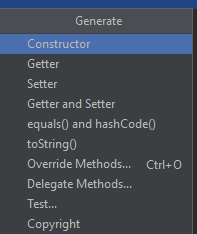 Generate
Constructor
Getter
Setter
Getter and Setter
equals() and hashCode()
toString()
Override Methods... Ctrl+O
Delegate Methods...
Test...
Copyright